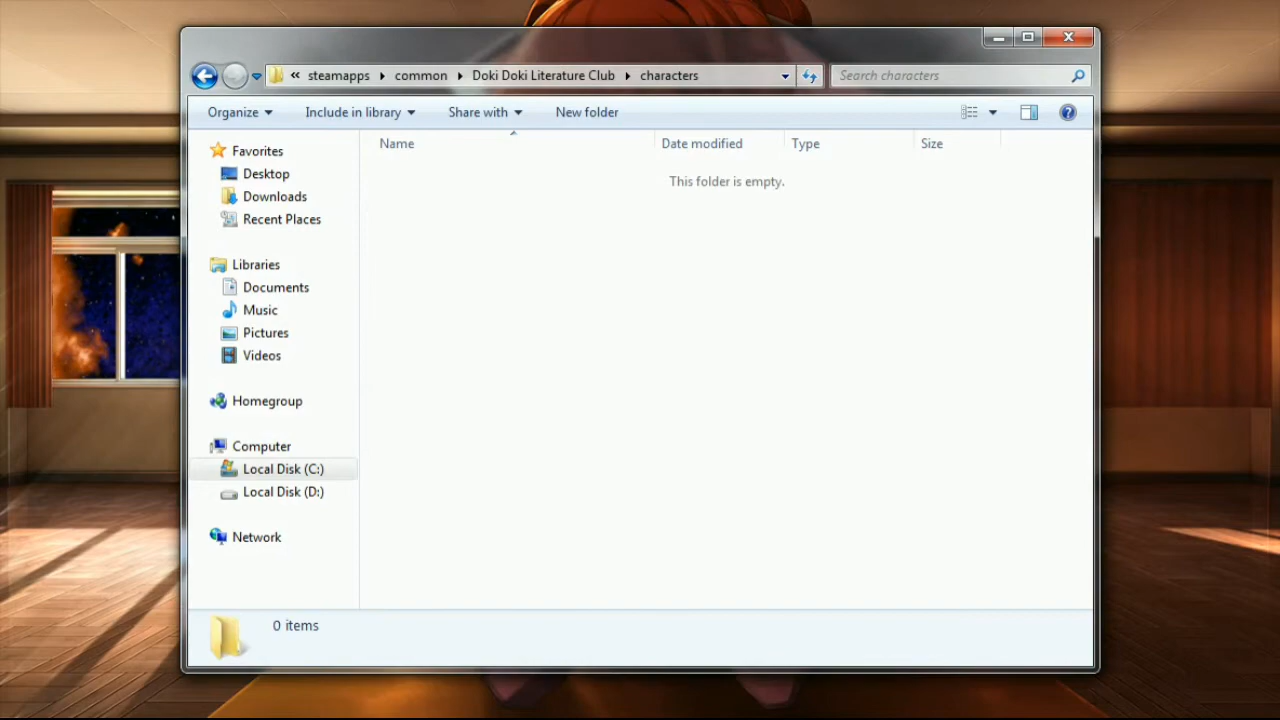 « steamapps ▸ common ▸ Doki Doki Literature Club ▸ characters
Search characters
Organize Include in library Share with New folder
Name Date modified Type Size
This folder is empty.
Favorites
Desktop
Downloads
Recent Places
Libraries
Documents
Music
Pictures
Videos
Homegroup
Computer
Local Disk (C:)
Local Disk (D:)
Network
0 items